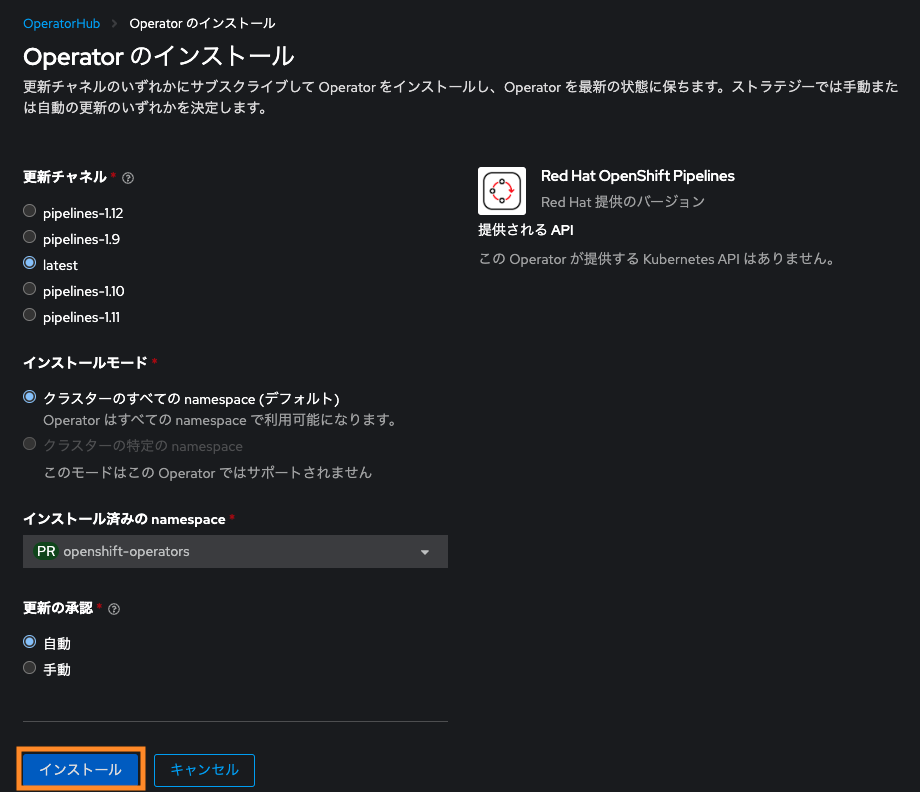 OperatorHub > Operator のインストール
Operator のインストール
更新チャネルのいずれかにサブスクライブして Operator をインストールし、Operator を最新の状態に保ちます。ストラテジーでは手動また
は自動の更新のいずれかを決定します。
更新チャネル *
pipelines-1.12
pipelines-1.9
latest
pipelines-1.10
pipelines-1.11
Red Hat OpenShift Pipelines
Red Hat 提供のバージョン
提供される API
この Operator が提供する Kubernetes API はありません。
インストールモード *
クラスターのすべての namespace (デフォルト)
Operator はすべての namespace で利用可能になります。
クラスターの特定の namespace
このモードはこの Operator ではサポートされません
インストール済みの namespace *
PR openshift-operators
更新の承認 *
自動
手動
インストール キャンセル